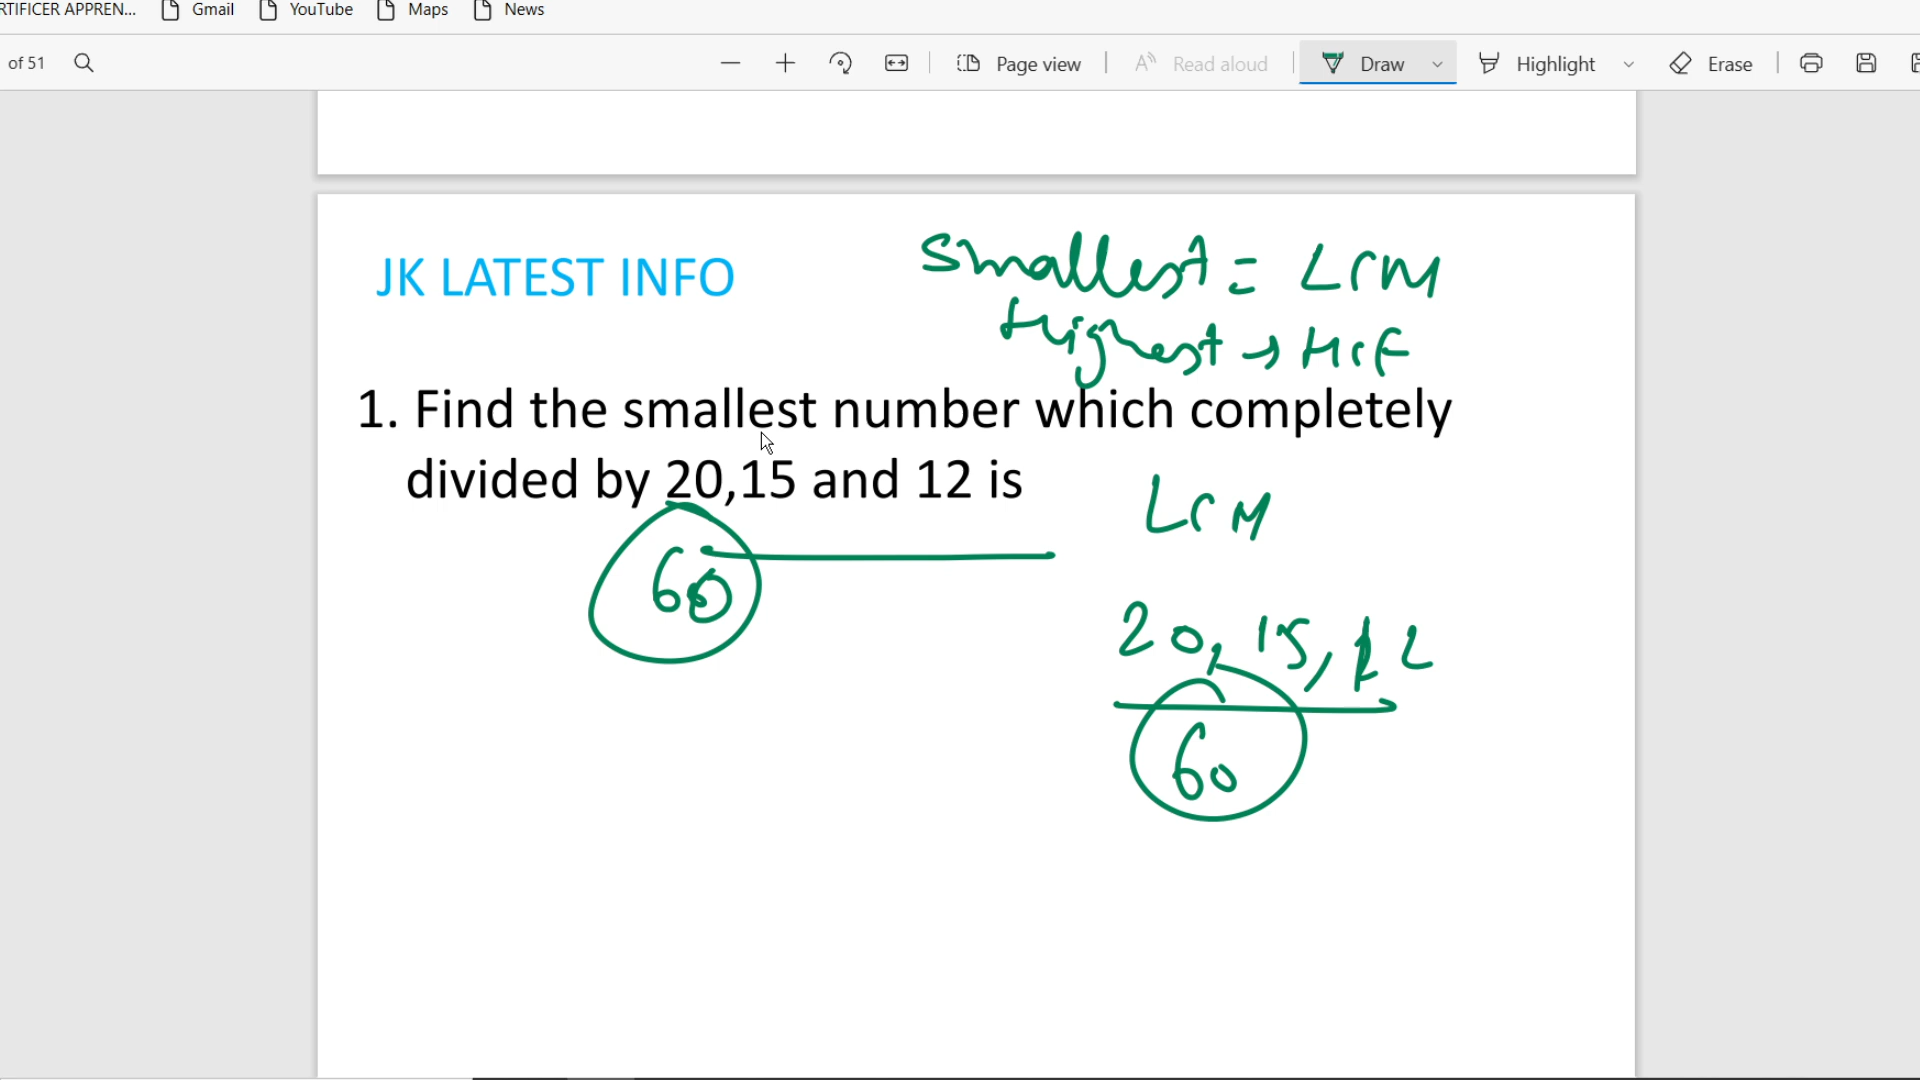 RTIFICER APPREN... Gmail YouTube Maps News
of 51 Page view Read aloud Draw Highlight Erase
JK LATEST INFO
Smallest = LCM
Highest → HCF
1. Find the smallest number which completely
divided by 20,15 and 12 is
LCM
60
20, 15, 12
60